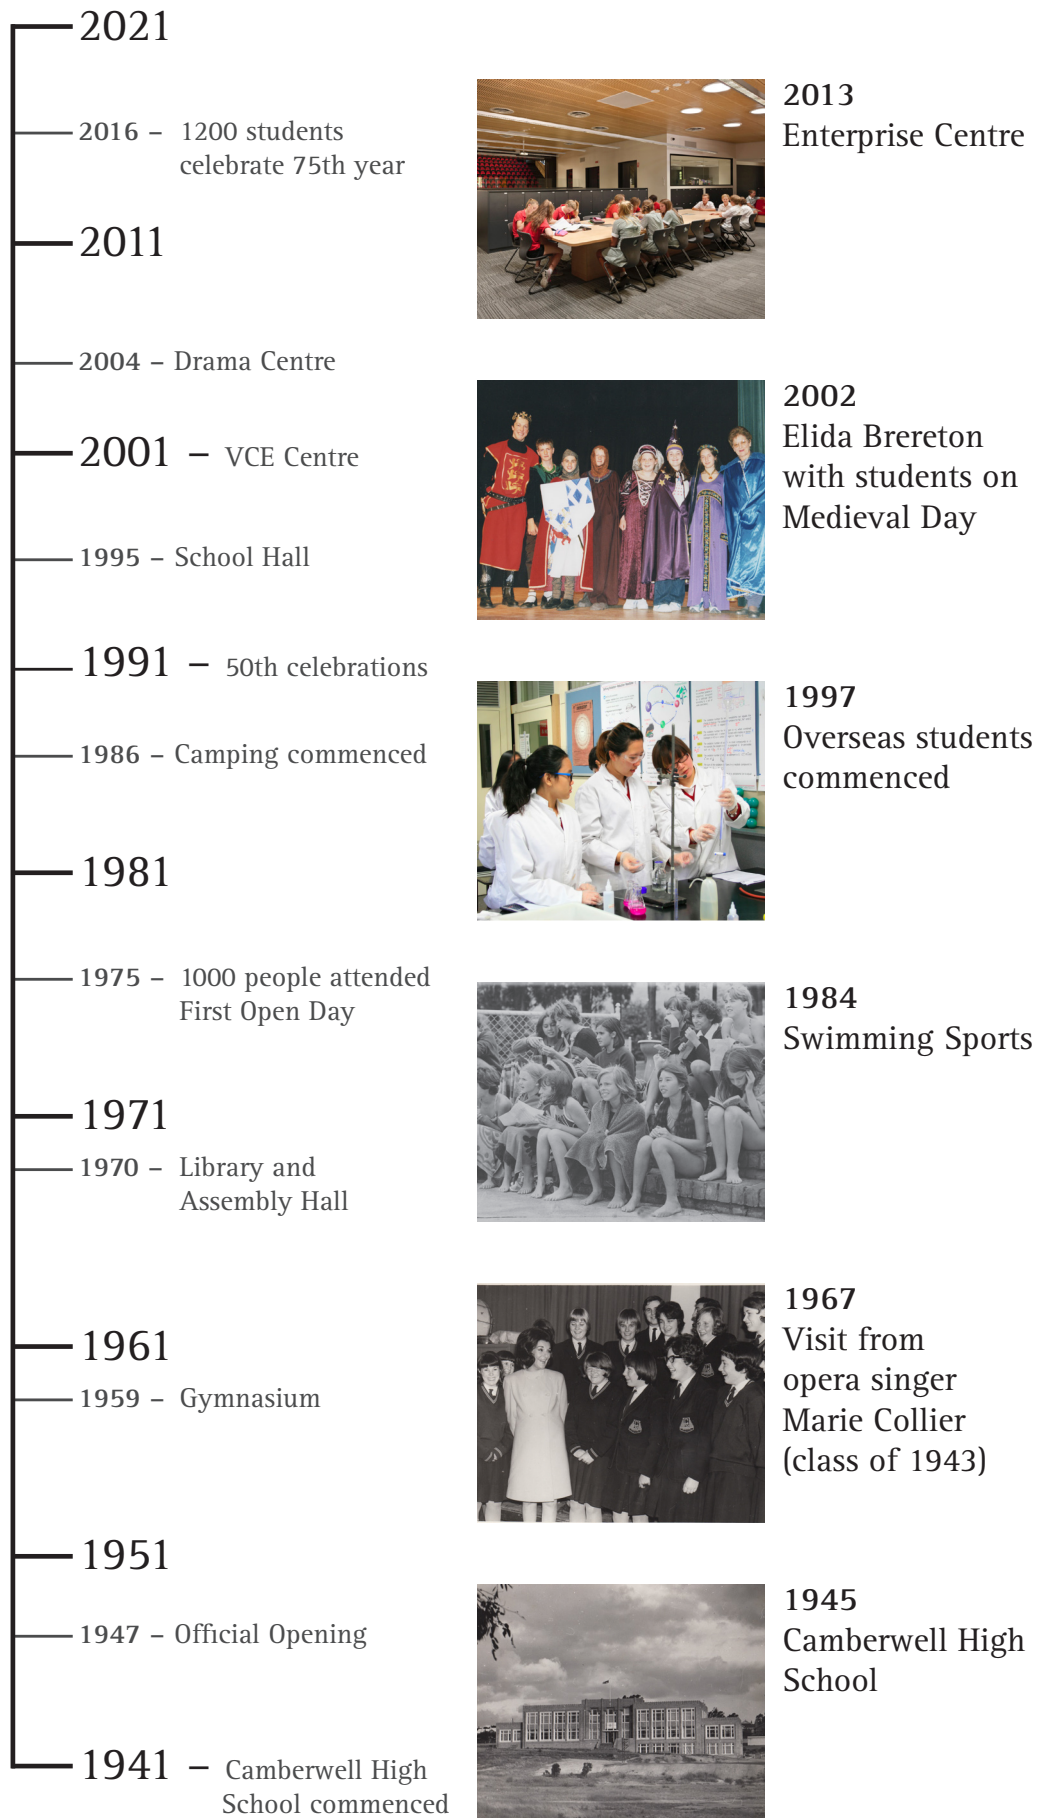 2021
2016 – 1200 students
celebrate 75th year
2011
2004 – Drama Centre
2001 – VCE Centre
1995 – School Hall
1991 – 50th celebrations
1986 – Camping commenced
1981
1975 – 1000 people attended
First Open Day
1971
1970 – Library and
Assembly Hall
1961
1959 – Gymnasium
1951
1947 – Official Opening
1941 – Camberwell High
School commenced
2013
Enterprise Centre
2002
Elida Brereton
with students on
Medieval Day
1997
Overseas students
commenced
1984
Swimming Sports
1967
Visit from
opera singer
Marie Collier
(class of 1943)
1945
Camberwell High
School